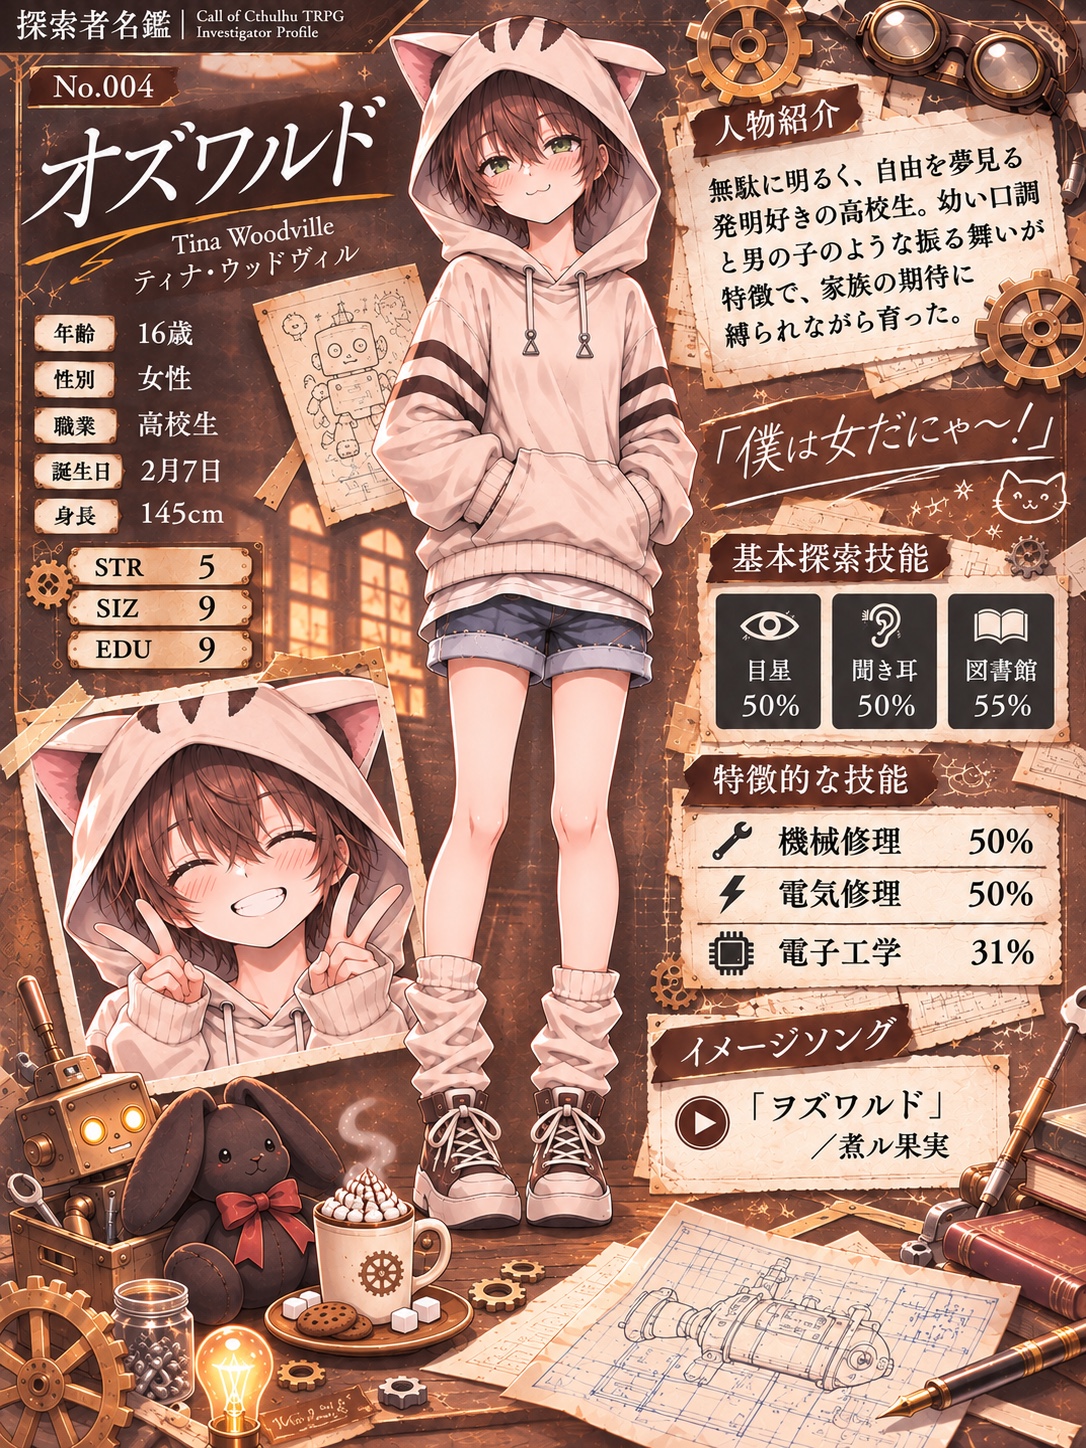 探索者名鑑
Call of Cthulhu TRPG
Investigator Profile
No.004
オズワルド
Tina Woodville
ティナ・ウッドヴィル
年齢 16歳
性別 女性
職業 高校生
誕生日 2月7日
身長 145cm
STR 5
SIZ 9
EDU 9
人物紹介
無駄に明るく、自由を夢見る
発明好きの高校生。幼い口調
と男の子のような振る舞いが
特徴で、家族の期待に
縛られながら育った。
「僕は女だにゃ〜！」
基本探索技能
目星 聞き耳 図書館
50% 50% 55%
特徴的な技能
機械修理 50%
電気修理 50%
電子工学 31%
イメージソング
「ヲズワルド」
／煮ル果実